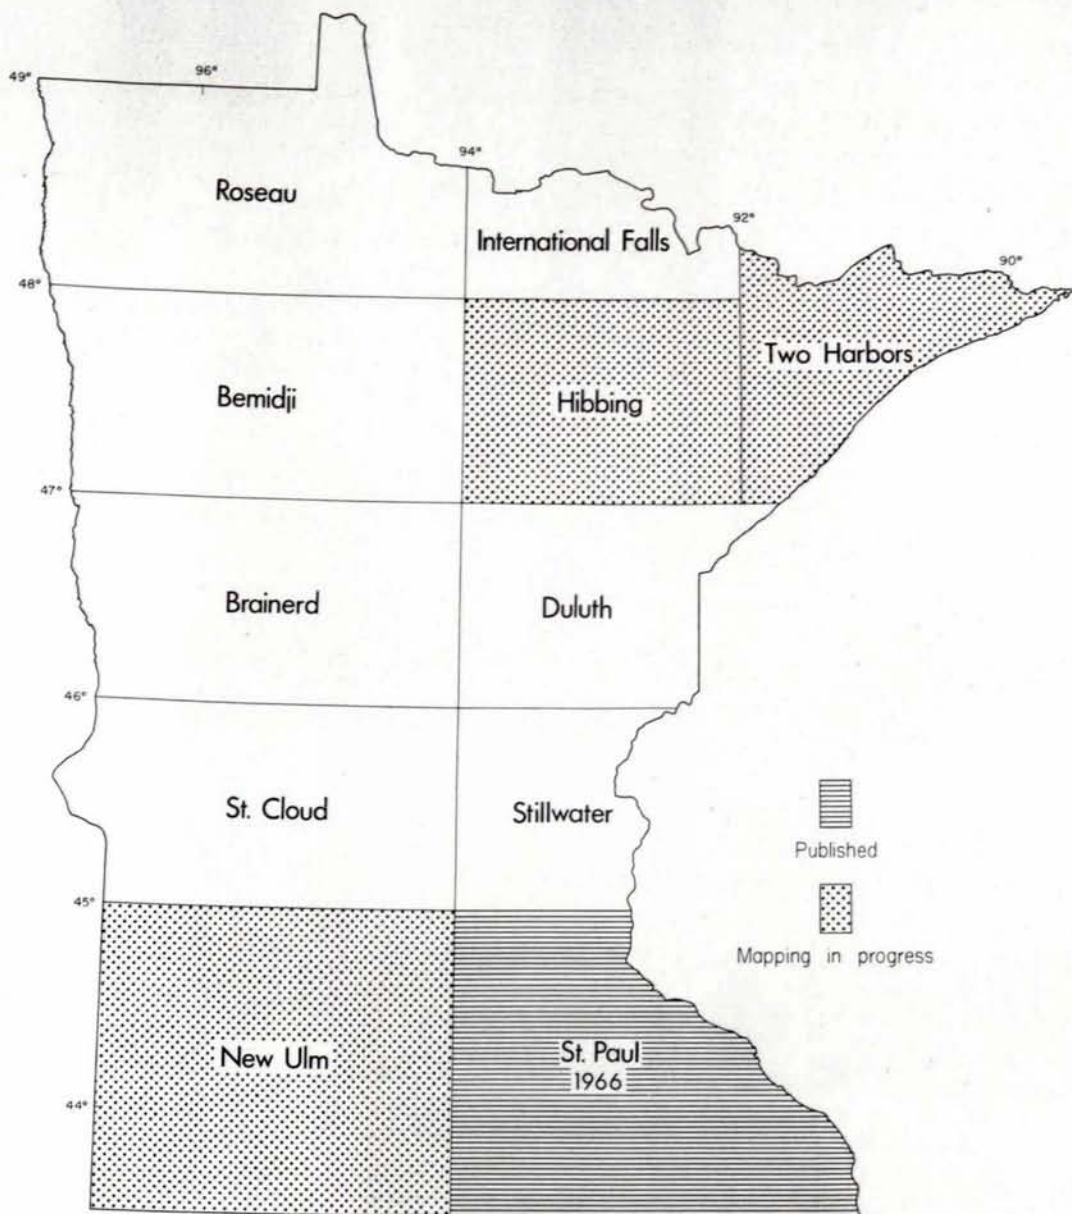 49°
96°
94°
Roseau
International Falls
92°
90°
48°
Two Harbors
Bemidji
Hibbing
47°
Brainerd
Duluth
46°
St. Cloud
Stillwater
Published
45°
Mapping in progress
New Ulm
St. Paul
1966
44°